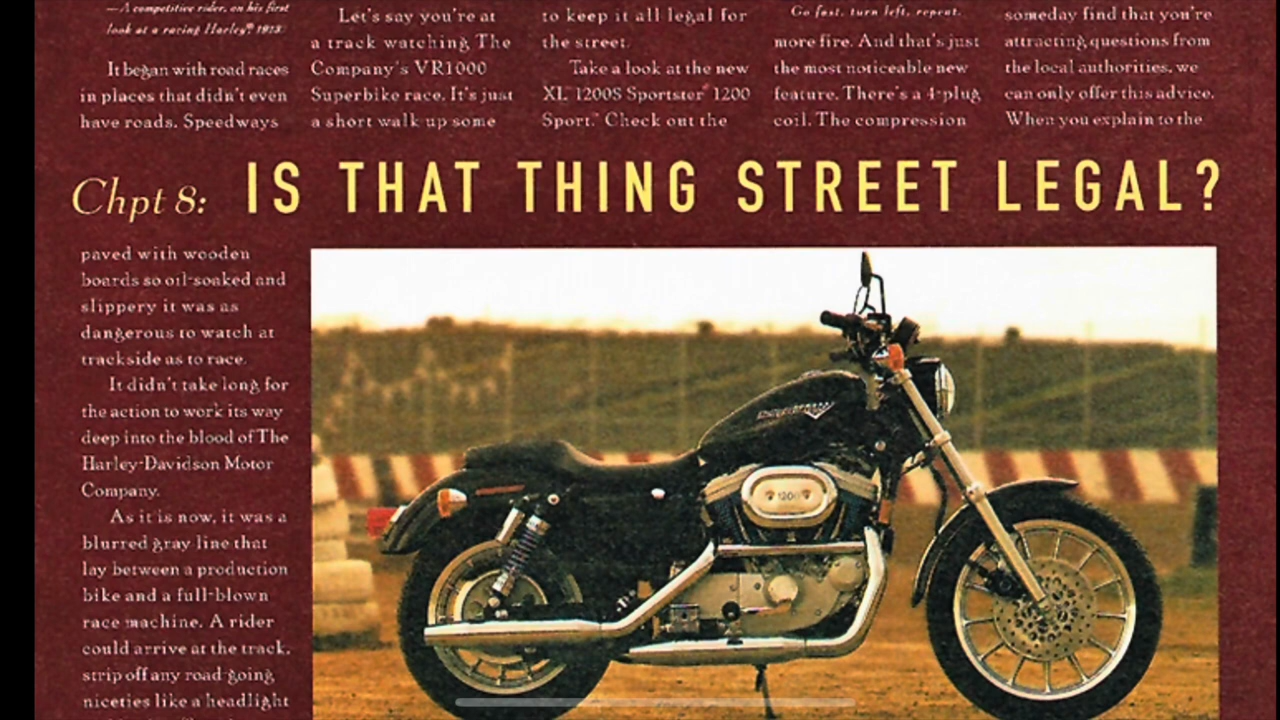 —A competitive rider, on his first
look at a racing Harley® 1913.
It began with road races
in places that didn't even
have roads. Speedways
Let's say you're at
a track watching The
Company's VR1000
Superbike race. It's just
a short walk up some
to keep it all legal for
the street.
Take a look at the new
XL 1200S Sportster® 1200
Sport.™ Check out the
Go fast, turn left, repeat.
more fire. And that's just
the most noticeable new
feature. There's a 4-plug
coil. The compression
someday find that you're
attracting questions from
the local authorities, we
can only offer this advice.
When you explain to the
Chpt 8: IS THAT THING STREET LEGAL?
paved with wooden
boards so oil-soaked and
slippery it was as
dangerous to watch at
trackside as to race.
It didn't take long for
the action to work its way
deep into the blood of The
Harley-Davidson Motor
Company.
As it is now, it was a
blurred gray line that
lay between a production
bike and a full-blown
race machine. A rider
could arrive at the track,
strip off any road-going
niceties like a headlight
1200